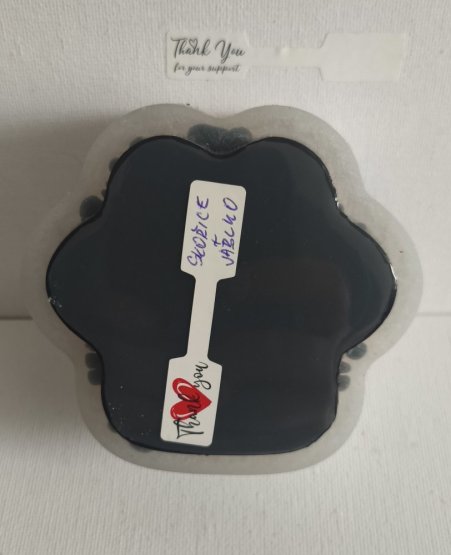 Thank You
for your support
SKOŘICE
+
JABLKO
Thank you